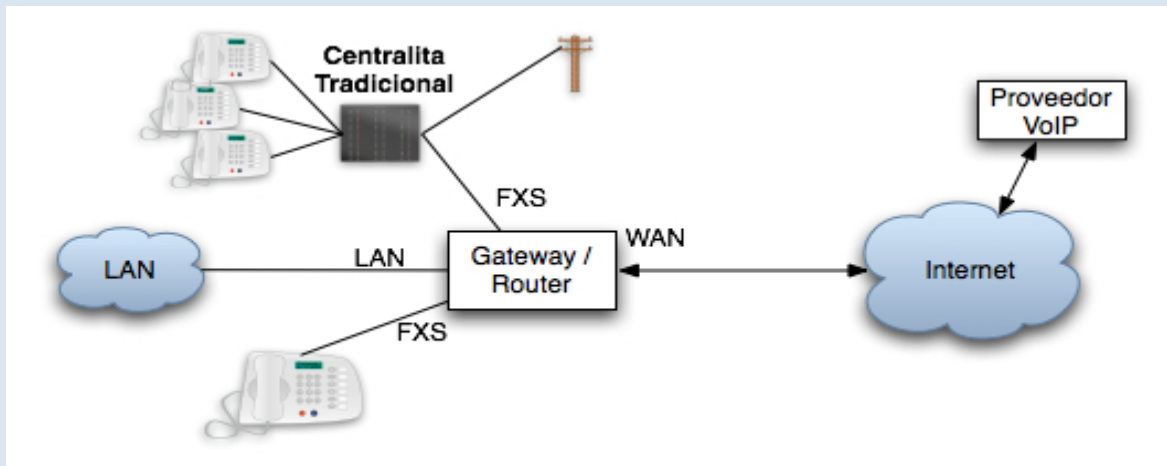 Centralita
Tradicional
Proveedor
VoIP
FXS
WAN
LAN
LAN
Gateway /
Router
Internet
FXS